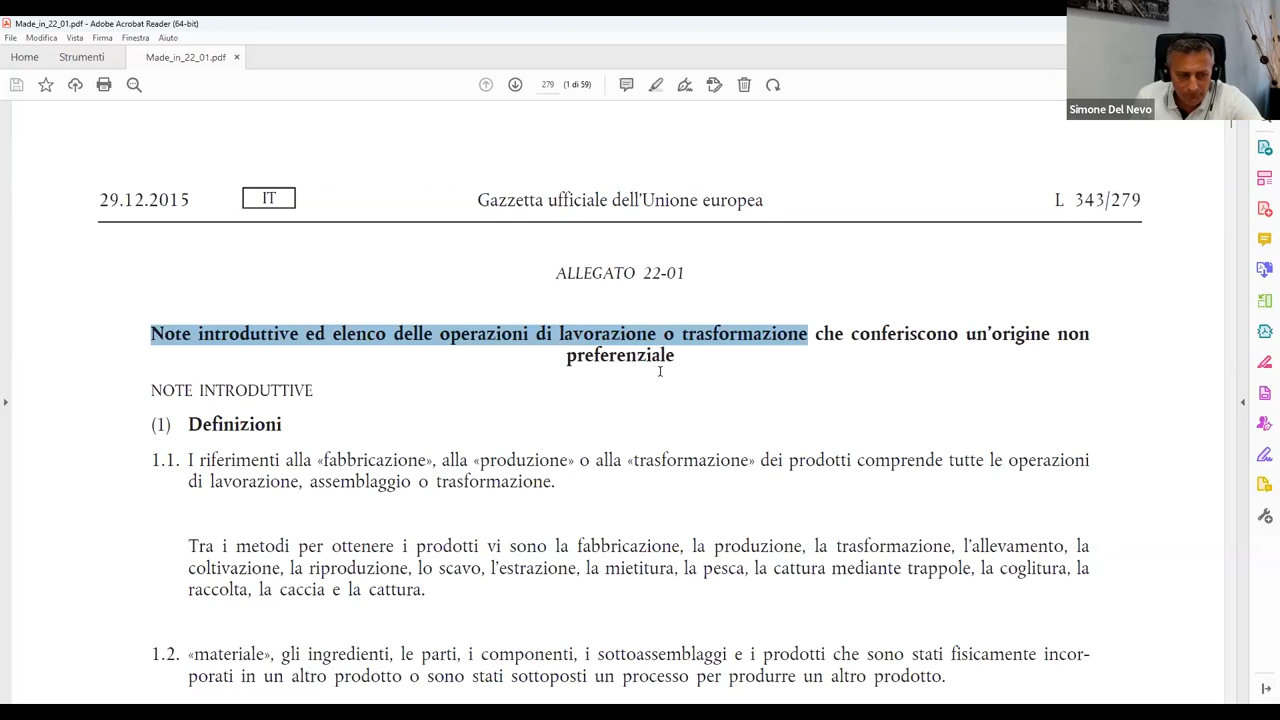 Made_in_22_01.pdf - Adobe Acrobat Reader (64-bit)
File Modifica Vista Firma Finestra Aiuto
Home Strumenti Made_in_22_01.pdf ×
279 (1 di 59)
Simone Del Nevo
29.12.2015 IT Gazzetta ufficiale dell'Unione europea L 343/279
ALLEGATO 22-01
Note introduttive ed elenco delle operazioni di lavorazione o trasformazione che conferiscono un'origine non
preferenziale
NOTE INTRODUTTIVE
(1) Definizioni
1.1. I riferimenti alla «fabbricazione», alla «produzione» o alla «trasformazione» dei prodotti comprende tutte le operazioni
di lavorazione, assemblaggio o trasformazione.
Tra i metodi per ottenere i prodotti vi sono la fabbricazione, la produzione, la trasformazione, l'allevamento, la
coltivazione, la riproduzione, lo scavo, l'estrazione, la mietitura, la pesca, la cattura mediante trappole, la coglitura, la
raccolta, la caccia e la cattura.
1.2. «materiale», gli ingredienti, le parti, i componenti, i sottoassemblaggi e i prodotti che sono stati fisicamente incor-
porati in un altro prodotto o sono stati sottoposti un processo per produrre un altro prodotto.